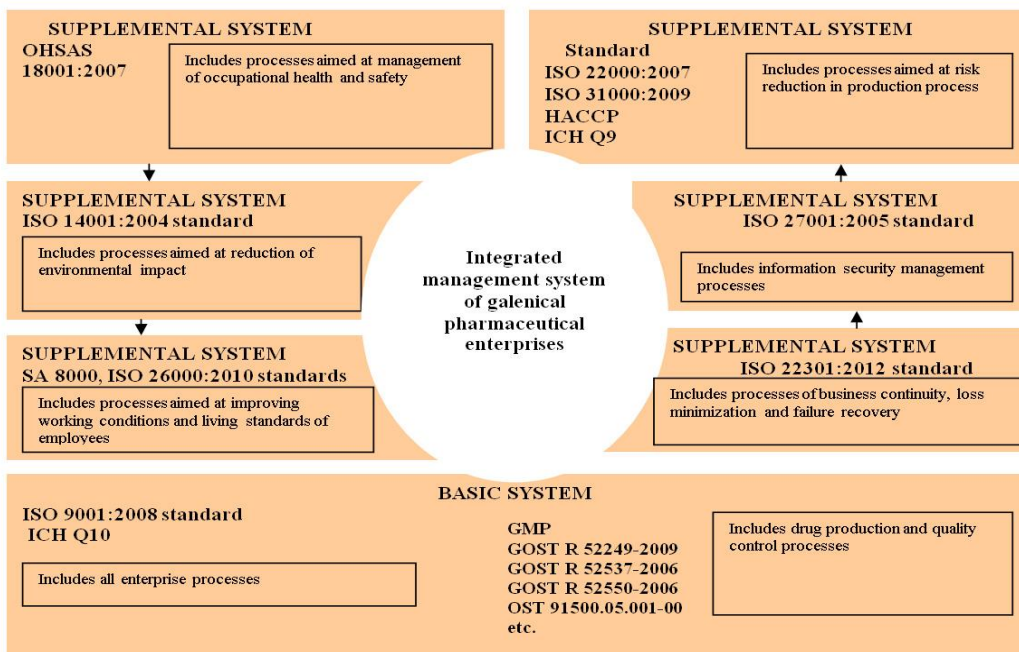 SUPPLEMENTAL SYSTEM
OHSAS
18001:2007
Includes processes aimed at management
of occupational health and safety
SUPPLEMENTAL SYSTEM
Standard
ISO 22000:2007
ISO 31000:2009
HACCP
ICH Q9
Includes processes aimed at risk
reduction in production process
SUPPLEMENTAL SYSTEM
ISO 14001:2004 standard
Includes processes aimed at reduction of
environmental impact
SUPPLEMENTAL SYSTEM
ISO 27001:2005 standard
Includes information security management
processes
Integrated
management system
of galenical
pharmaceutical
enterprises
SUPPLEMENTAL SYSTEM
SA 8000, ISO 26000:2010 standards
Includes processes aimed at improving
working conditions and living standards of
employees
SUPPLEMENTAL SYSTEM
ISO 22301:2012 standard
Includes processes of business continuity, loss
minimization and failure recovery
BASIC SYSTEM
ISO 9001:2008 standard
ICH Q10
Includes all enterprise processes
GMP
GOST R 52249-2009
GOST R 52537-2006
GOST R 52550-2006
OST 91500.05.001-00
etc.
Includes drug production and quality
control processes